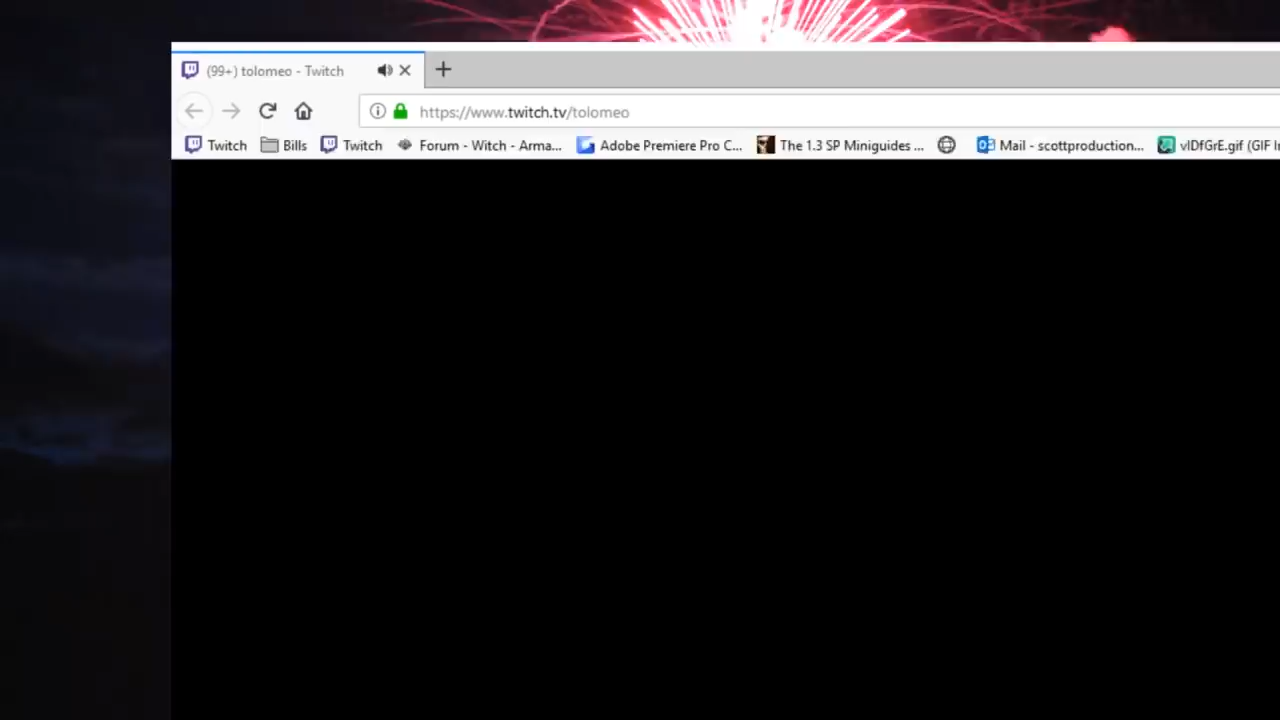 (99+) tolomeo - Twitch
https://www.twitch.tv/tolomeo
Twitch Bills Twitch Forum - Witch - Arma... Adobe Premiere Pro C... The 1.3 SP Miniguides ... Mail - scottproduction... vIDfGrE.gif (GIF I